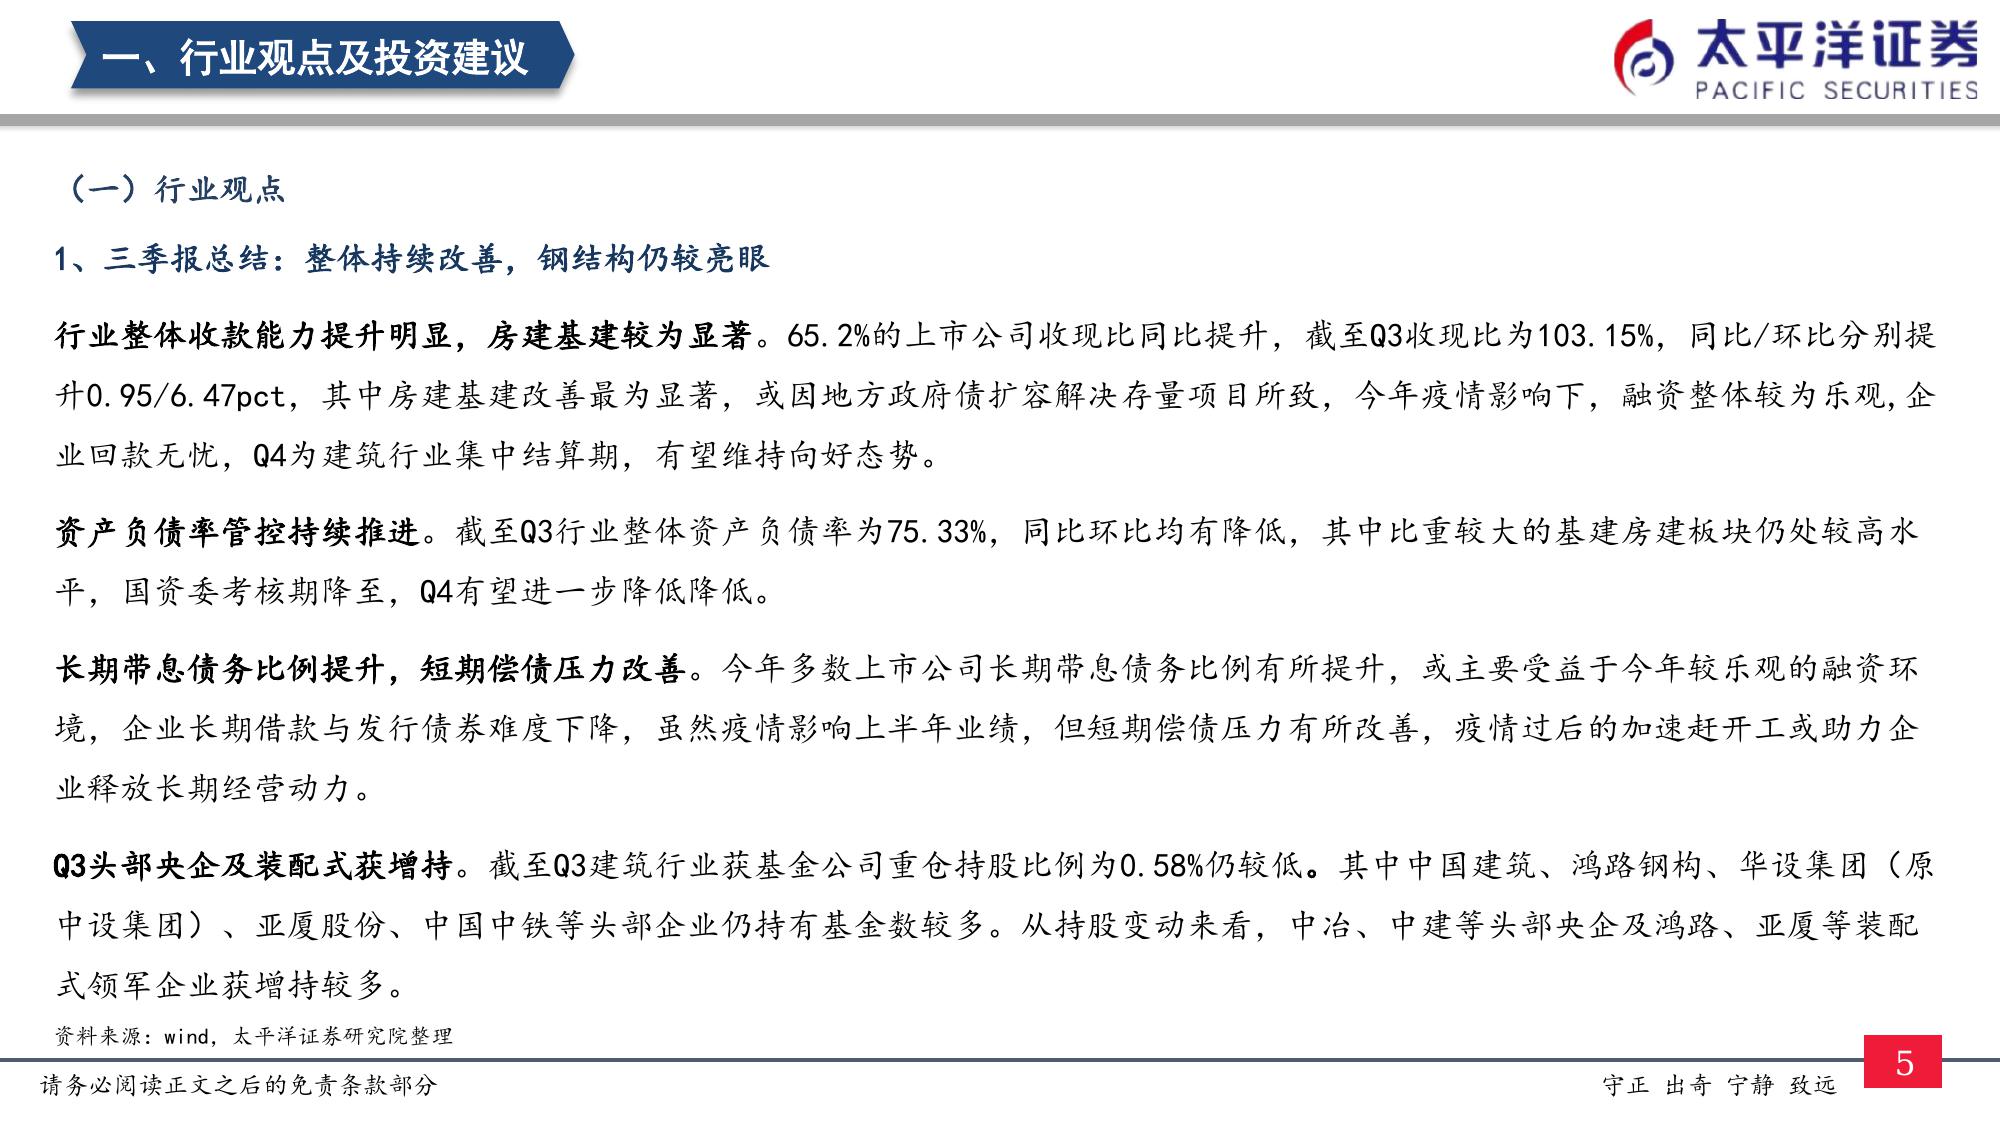 一、行业观点及投资建议
太平洋证券
PACIFIC SECURITIES
（一）行业观点
1、三季报总结：整体持续改善，钢结构仍较亮眼
行业整体收款能力提升明显，房建基建较为显著。65.2%的上市公司收现比同比提升，截至Q3收现比为103.15%，同比/环比分别提
升0.95/6.47pct，其中房建基建改善最为显著，或因地方政府债扩容解决存量项目所致，今年疫情影响下，融资整体较为乐观,企
业回款无忧，Q4为建筑行业集中结算期，有望维持向好态势。
资产负债率管控持续推进。截至Q3行业整体资产负债率为75.33%，同比环比均有降低，其中比重较大的基建房建板块仍处较高水
平，国资委考核期降至，Q4有望进一步降低降低。
长期带息债务比例提升，短期偿债压力改善。今年多数上市公司长期带息债务比例有所提升，或主要受益于今年较乐观的融资环
境，企业长期借款与发行债券难度下降，虽然疫情影响上半年业绩，但短期偿债压力有所改善，疫情过后的加速赶开工或助力企
业释放长期经营动力。
Q3头部央企及装配式获增持。截至Q3建筑行业获基金公司重仓持股比例为0.58%仍较低。其中中国建筑、鸿路钢构、华设集团（原
中设集团）、亚厦股份、中国中铁等头部企业仍持有基金数较多。从持股变动来看，中冶、中建等头部央企及鸿路、亚厦等装配
式领军企业获增持较多。
资料来源：wind，太平洋证券研究院整理
请务必阅读正文之后的免责条款部分
守正 出奇 宁静 致远
5